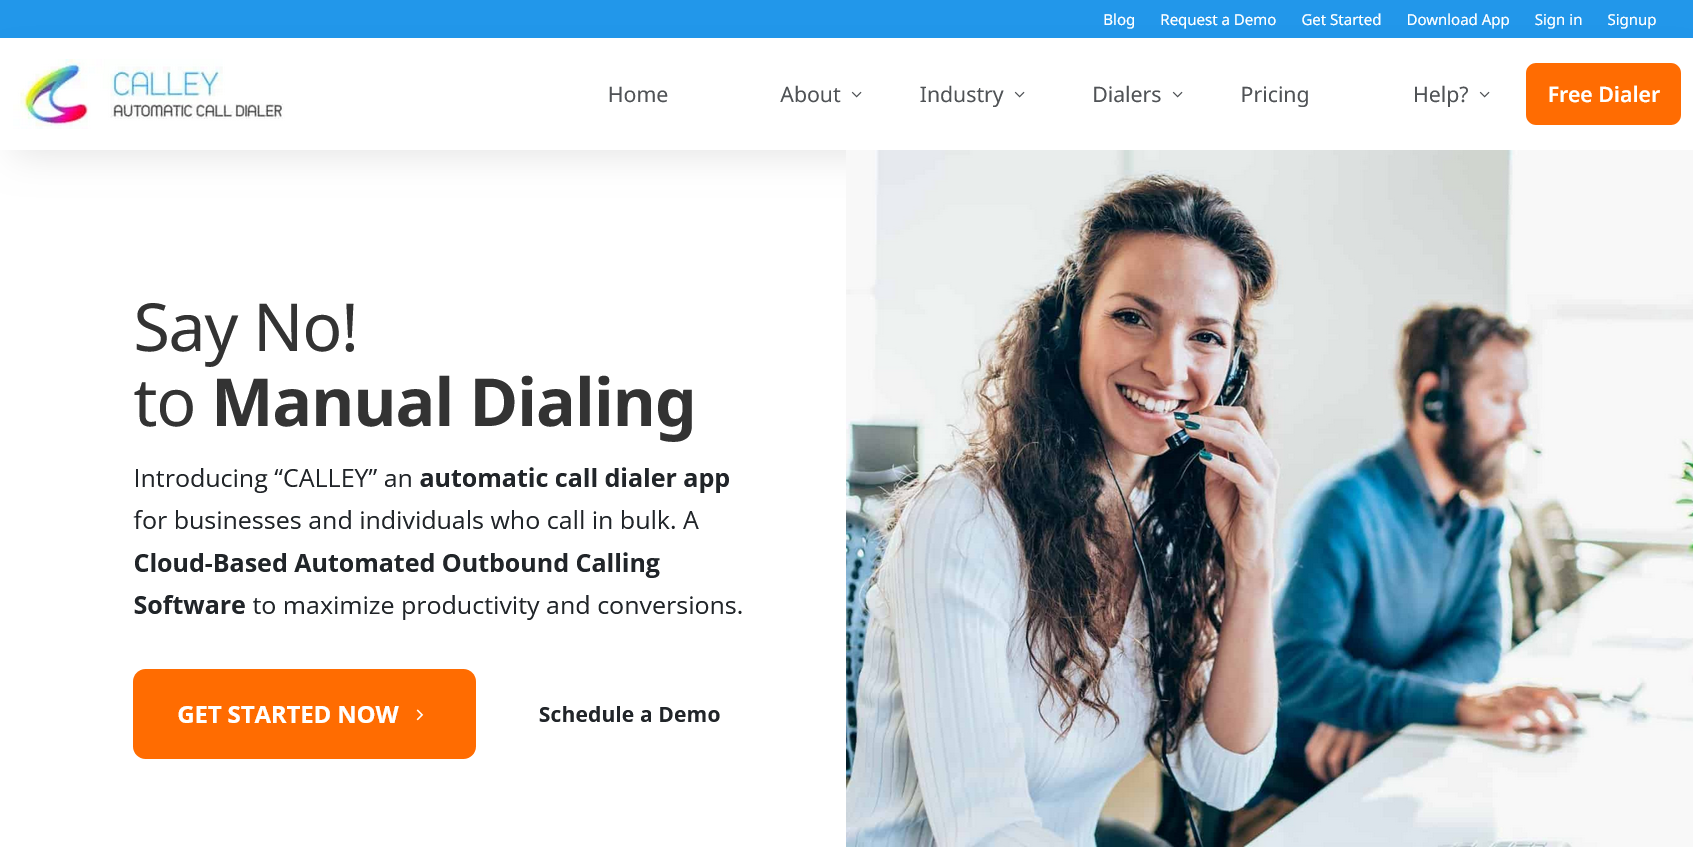 Blog Request a Demo Get Started Download App Sign in Signup
CALLEY
AUTOMATIC CALL DIALER
Home About Industry Dialers Pricing Help? Free Dialer
Say No!
to Manual Dialing
Introducing “CALLEY” an automatic call dialer app
for businesses and individuals who call in bulk. A
Cloud-Based Automated Outbound Calling
Software to maximize productivity and conversions.
GET STARTED NOW
Schedule a Demo